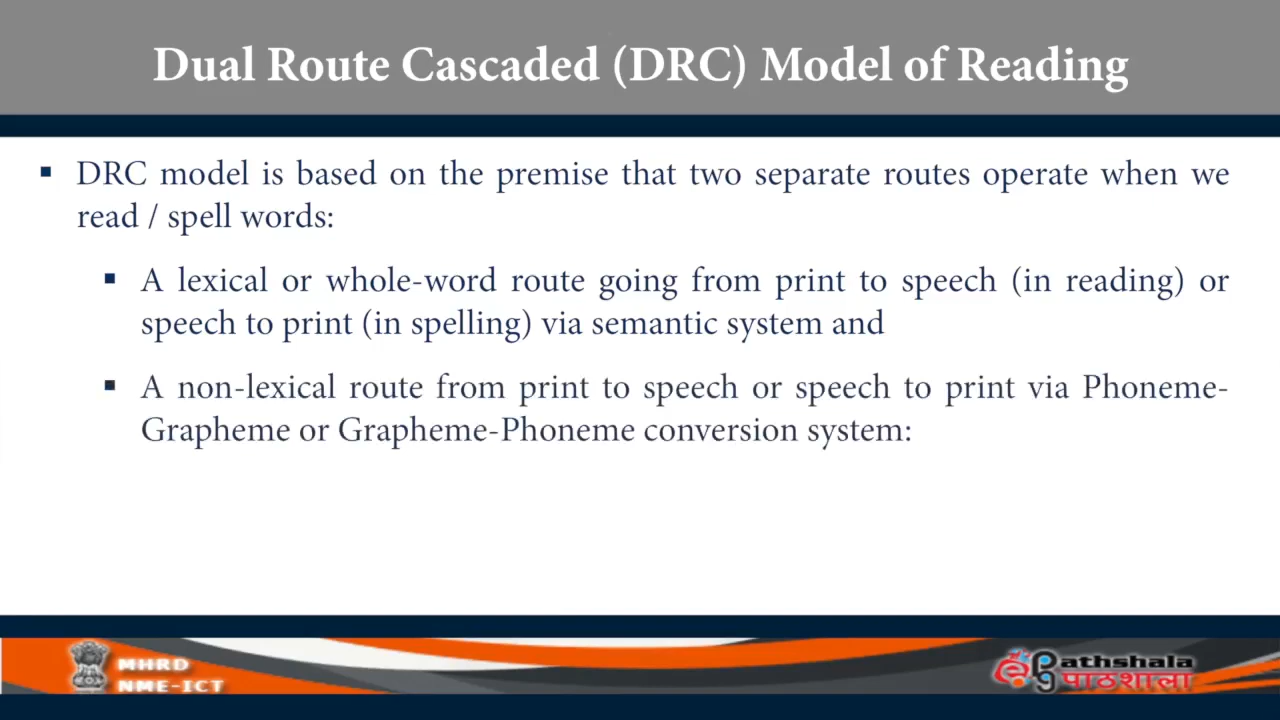 Dual Route Cascaded (DRC) Model of Reading
▪ DRC model is based on the premise that two separate routes operate when we
read / spell words:
▪ A lexical or whole-word route going from print to speech (in reading) or
speech to print (in spelling) via semantic system and
▪ A non-lexical route from print to speech or speech to print via Phoneme-
Grapheme or Grapheme-Phoneme conversion system:
MHRD
NME-ICT
Pathshala
पाठशाला